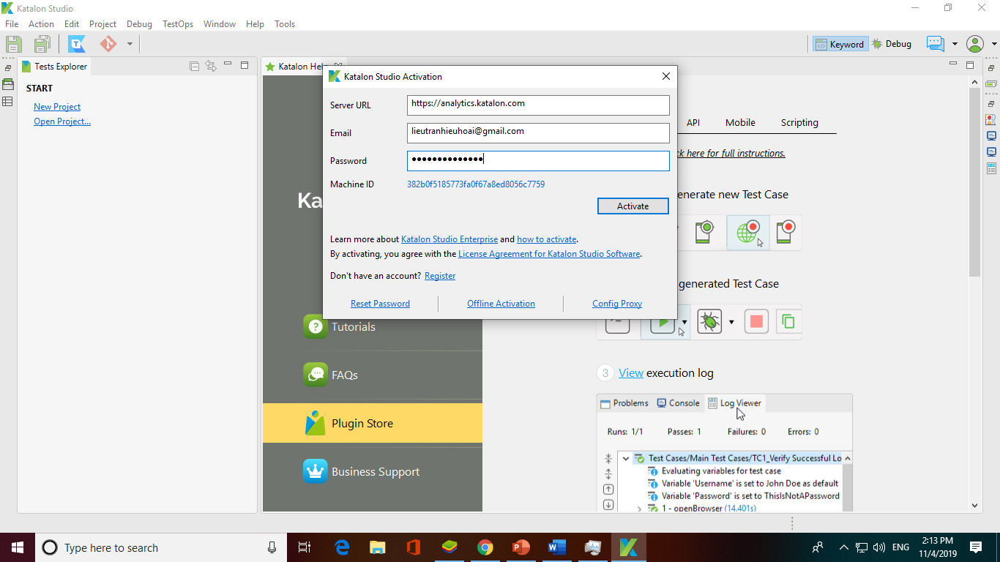 Katalon Studio
File Action Edit Project Debug TestOps Window Help Tools
Keyword Debug
Tests Explorer
START
New Project
Open Project...
Katalon Hel
Katalon Studio Activation
Server URL https://analytics.katalon.com
Email lieutranhieuhoai@gmail.com
Password ●●●●●●●●●●●●●●
Machine ID 382b0f5185773fa0f67a8ed8056c7759
Activate
Learn more about Katalon Studio Enterprise and how to activate.
By activating, you agree with the License Agreement for Katalon Studio Software.
Don't have an account? Register
Reset Password Offline Activation Config Proxy
Ka
Tutorials
FAQs
Plugin Store
Business Support
API Mobile Scripting
ck here for full instructions.
enerate new Test Case
generated Test Case
3 View execution log
Problems Console Log Viewer
Runs: 1/1 Passes: 1 Failures: 0 Errors: 0
Test Cases/Main Test Cases/TC1_Verify Successful Lo
Evaluating variables for test case
Variable 'Username' is set to John Doe as default
Variable 'Password' is set to ThisIsNotAPassword
1 - openBrowser (14.401s)
Type here to search
ENG
2:13 PM
11/4/2019